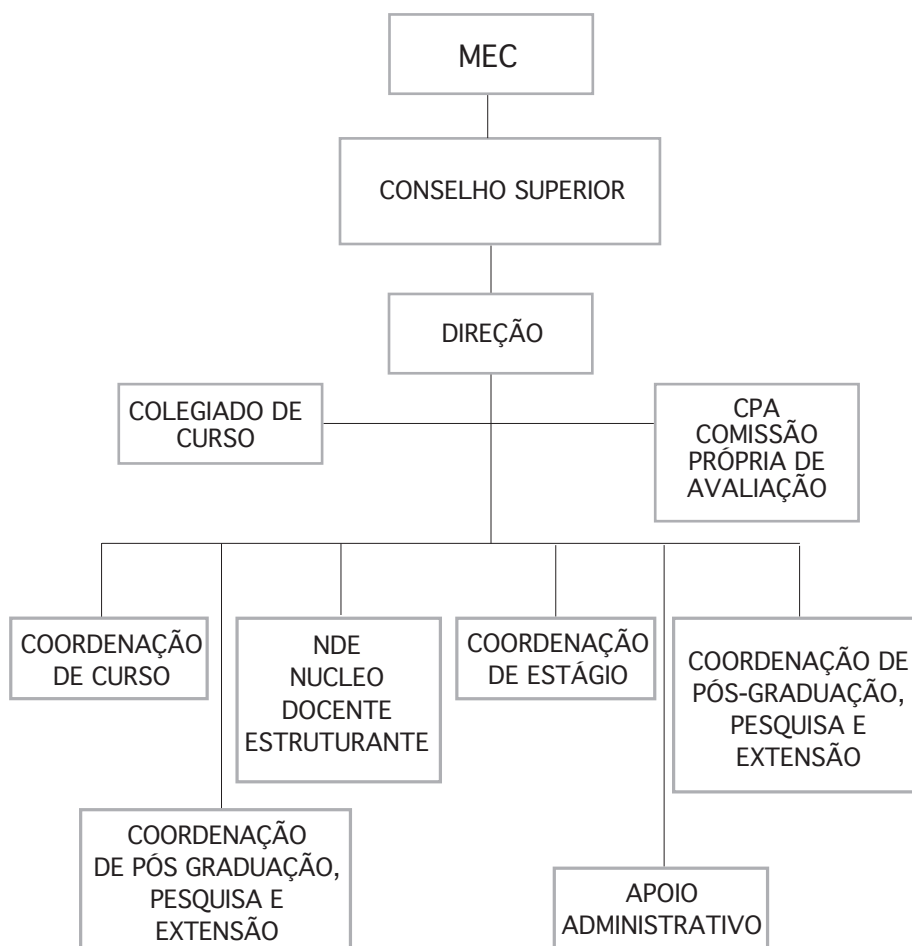 MEC
CONSELHO SUPERIOR
DIREÇÃO
COLEGIADO DE
CURSO
CPA
COMISSÃO
PRÓPRIA DE
AVALIAÇÃO
COORDENAÇÃO
DE CURSO
NDE
NUCLEO
DOCENTE
ESTRUTURANTE
COORDENAÇÃO
DE ESTÁGIO
COORDENAÇÃO DE
PÓS-GRADUAÇÃO,
PESQUISA E
EXTENSÃO
COORDENAÇÃO
DE PÓS GRADUAÇÃO,
PESQUISA E
EXTENSÃO
APOIO
ADMINISTRATIVO